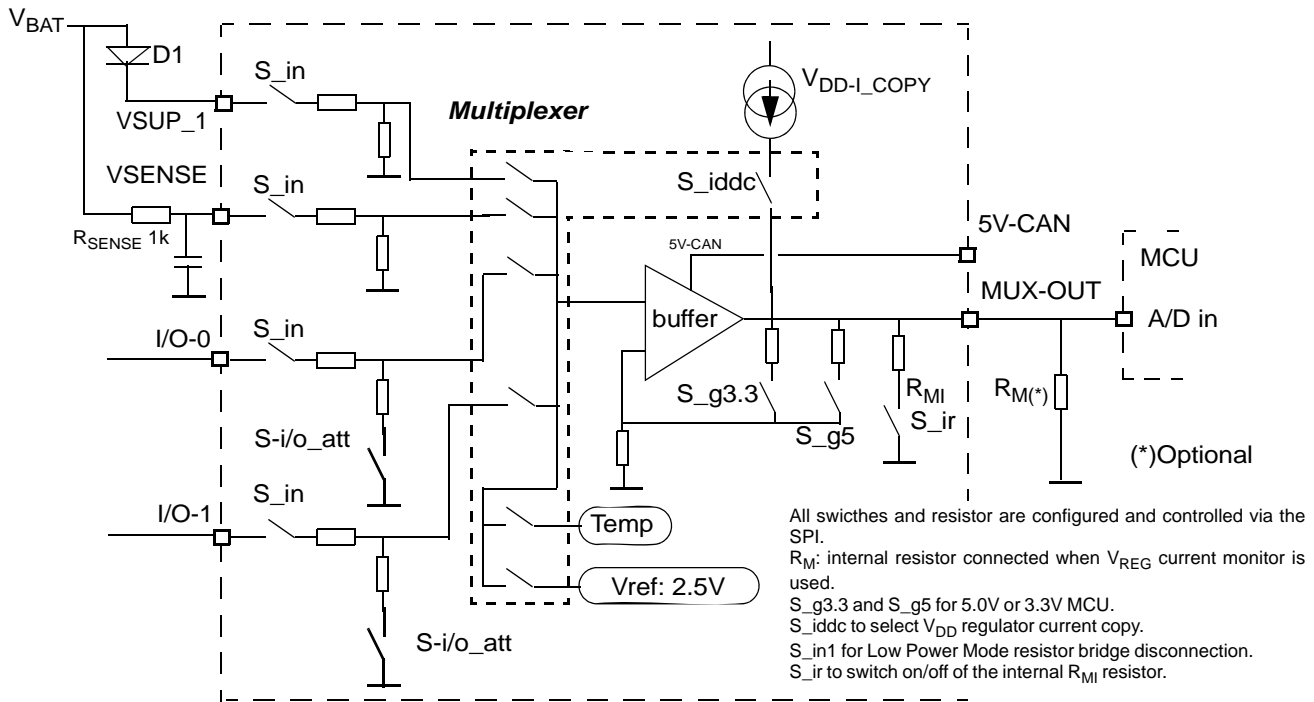 VBAT
D1
S_in
VDD-I_COPY
Multiplexer
VSUP_1
VSENSE
S_in
S_iddc
5V-CAN
RSENSE 1k
5V-CAN
MCU
MUX-OUT
buffer
A/D in
I/O-0
S_in
S_g3.3
RMI
RM(*)
S_g5
S_ir
S-i/o_att
(*)Optional
S_in
I/O-1
Temp
Vref: 2.5V
S-i/o_att
All swicthes and resistor are configured and controlled via the
SPI.
RM: internal resistor connected when VREG current monitor is
used.
S_g3.3 and S_g5 for 5.0V or 3.3V MCU.
S_iddc to select VDD regulator current copy.
S_in1 for Low Power Mode resistor bridge disconnection.
S_ir to switch on/off of the internal RMI resistor.